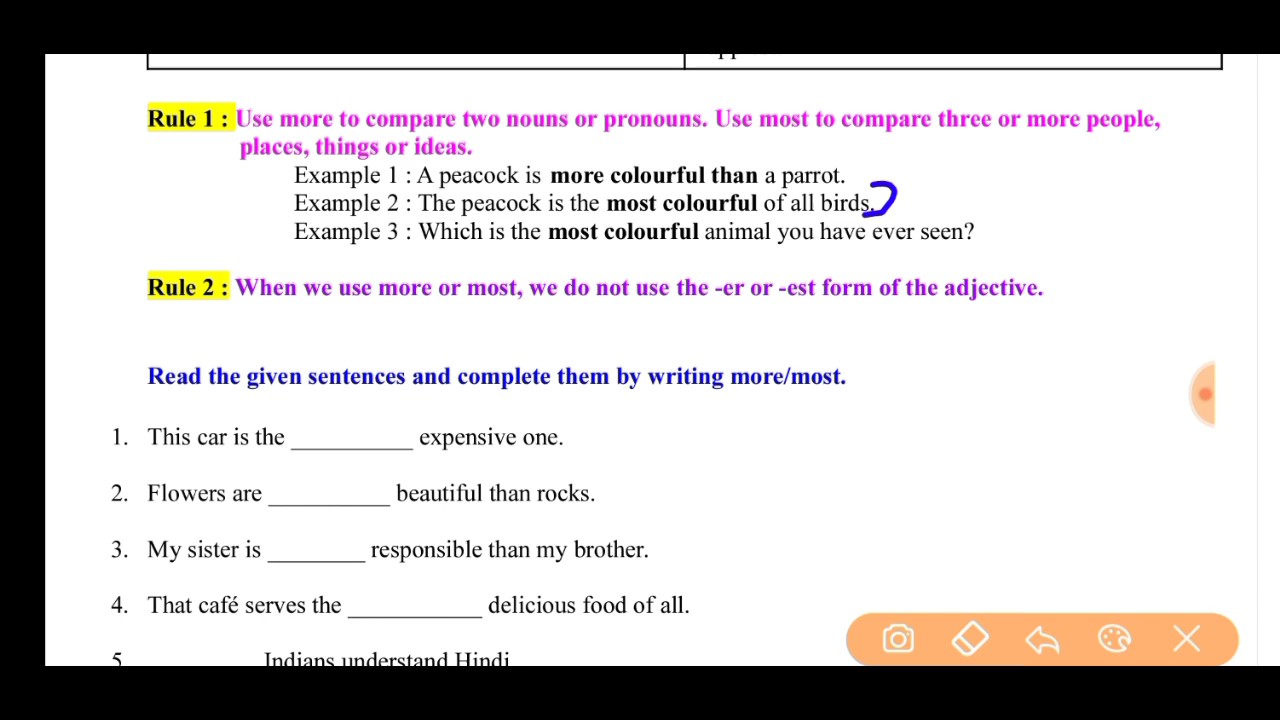 Rule 1 : Use more to compare two nouns or pronouns. Use most to compare three or more people,
places, things or ideas.
Example 1 : A peacock is more colourful than a parrot.
Example 2 : The peacock is the most colourful of all birds.
Example 3 : Which is the most colourful animal you have ever seen?
Rule 2 : When we use more or most, we do not use the -er or -est form of the adjective.
Read the given sentences and complete them by writing more/most.
1. This car is the __________ expensive one.
2. Flowers are __________ beautiful than rocks.
3. My sister is ________ responsible than my brother.
4. That café serves the ___________ delicious food of all.
5. Indians understand Hindi